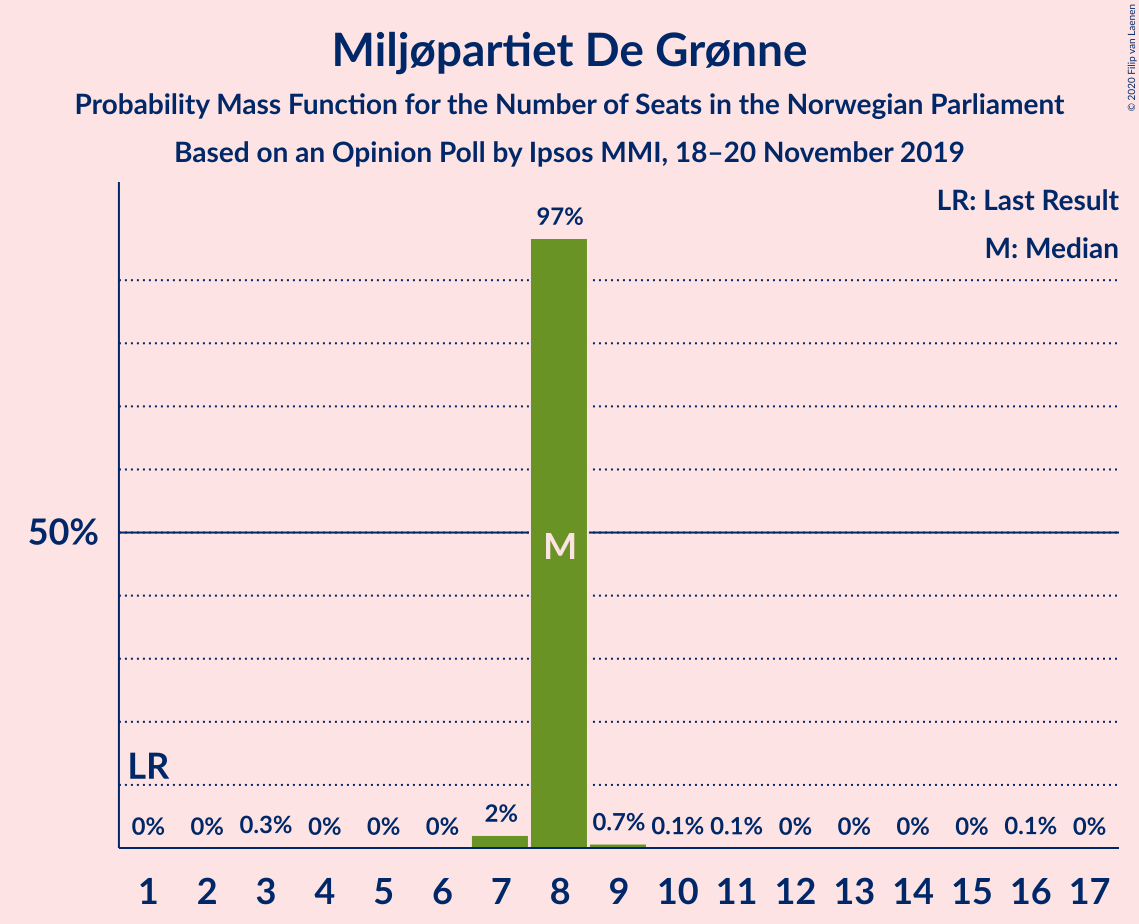 Miljøpartiet De Grønne
Probability Mass Function for the Number of Seats in the Norwegian Parliament
Based on an Opinion Poll by Ipsos MMI, 18–20 November 2019
© 2020 Filip van Laenen
LR: Last Result
M: Median
97%
50%
M
LR
0% 0% 0.3% 0% 0% 0% 2% 0.7% 0.1% 0.1% 0% 0% 0% 0% 0.1% 0%
1 2 3 4 5 6 7 8 9 10 11 12 13 14 15 16 17